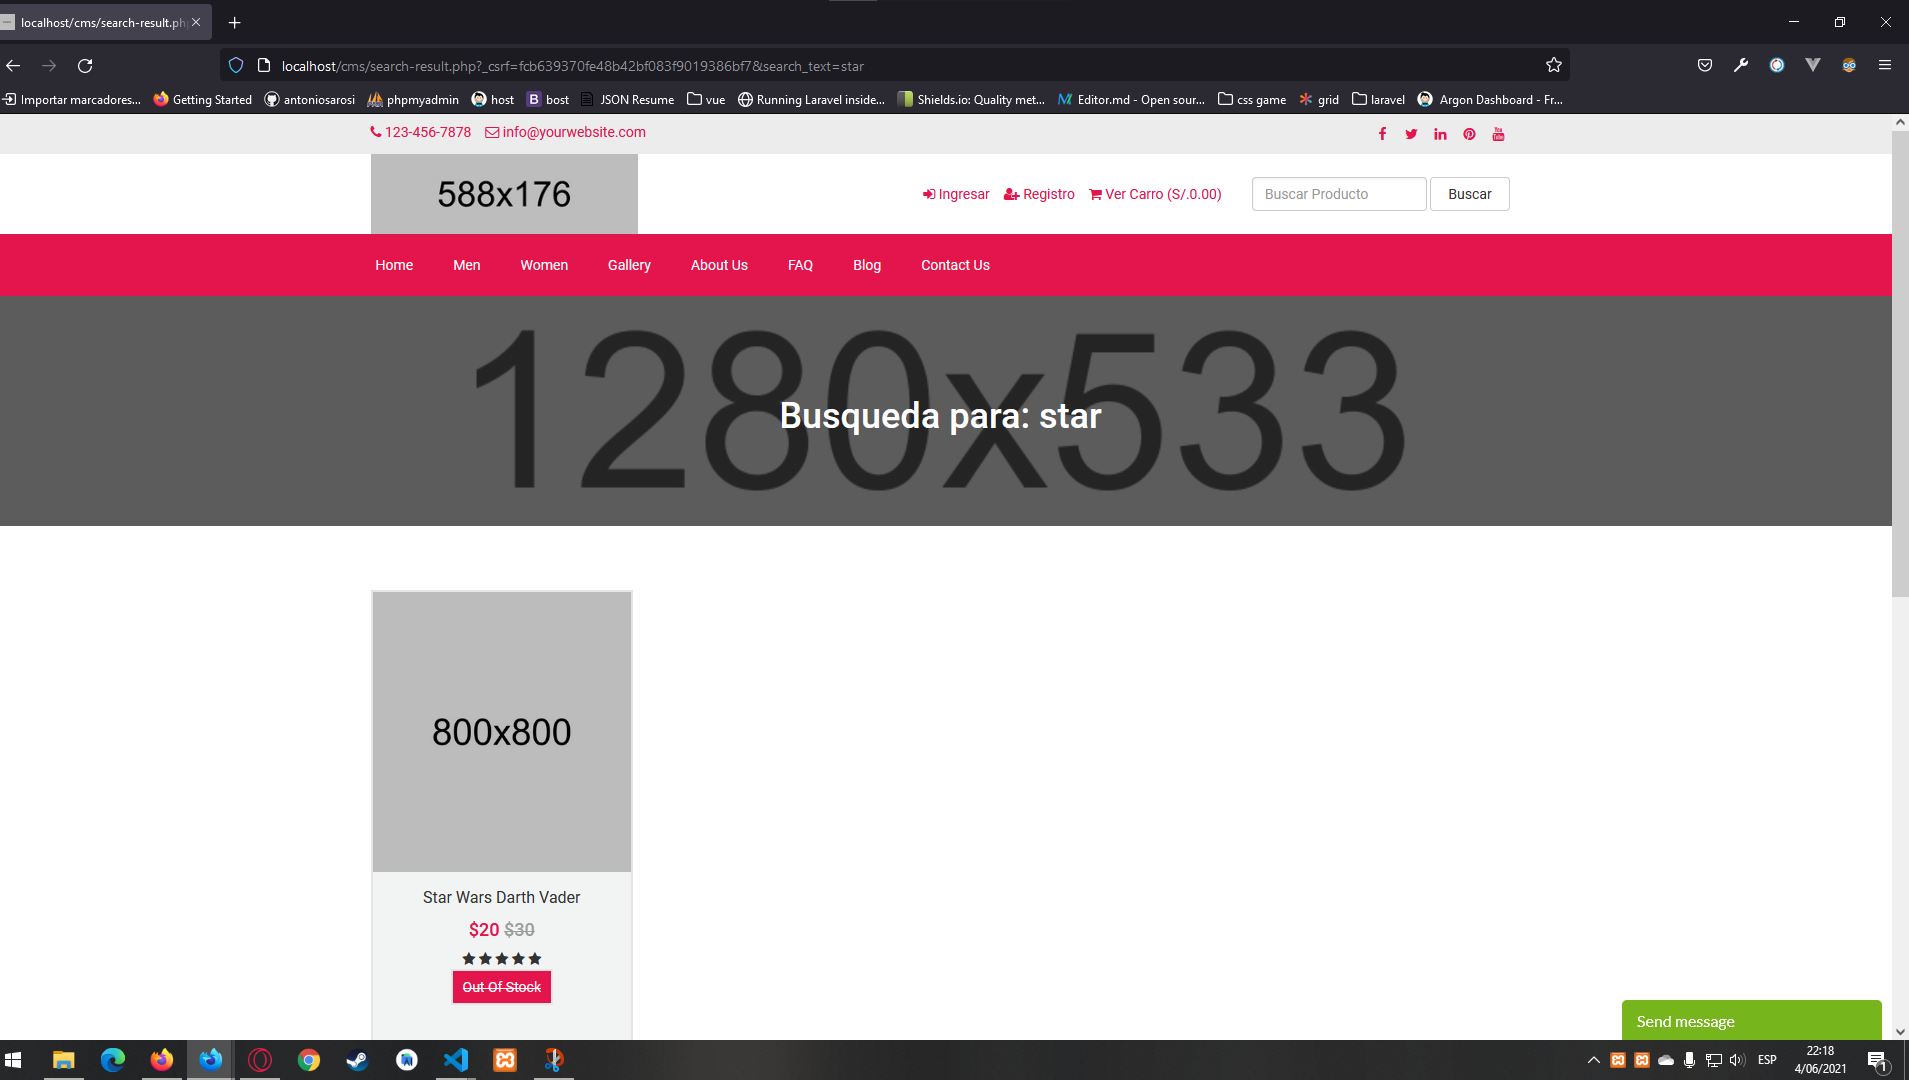 localhost/cms/search-result.ph
localhost/cms/search-result.php?_csrf=fcb639370fe48b42bf083f9019386bf7&search_text=star
Importar marcadores... Getting Started antoniosarosi phpmyadmin host bost JSON Resume vue Running Laravel inside... Shields.io: Quality met... Editor.md - Open sour... css game grid laravel Argon Dashboard - Fr...
123-456-7878 info@yourwebsite.com
588x176
Ingresar Registro Ver Carro (S/.0.00) Buscar Producto Buscar
Home Men Women Gallery About Us FAQ Blog Contact Us
1280x533
Busqueda para: star
800x800
Star Wars Darth Vader
$20 $30
Out Of Stock
Send message
ESP
22:18
4/06/2021
1